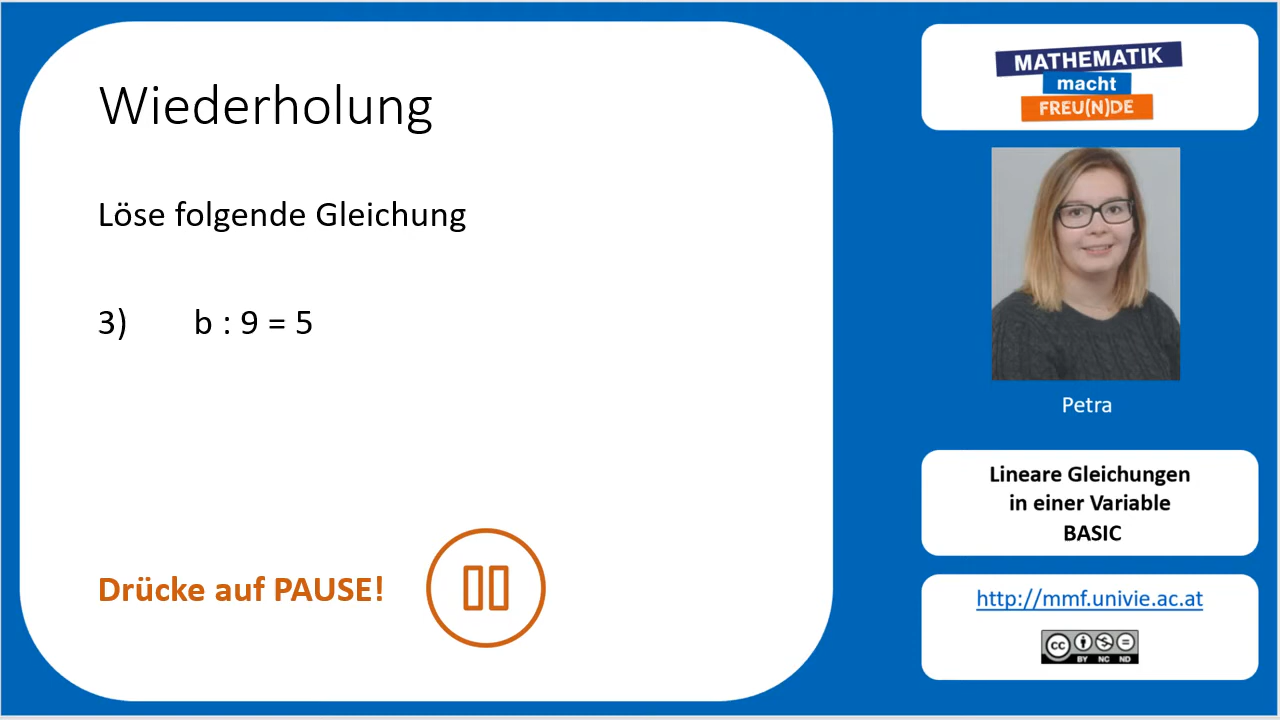 Wiederholung
Löse folgende Gleichung
3) b : 9 = 5
Drücke auf PAUSE!
MATHEMATIK
macht
FREU(N)DE
Petra
Lineare Gleichungen
in einer Variable
BASIC
http://mmf.univie.ac.at
cc
BY NC ND